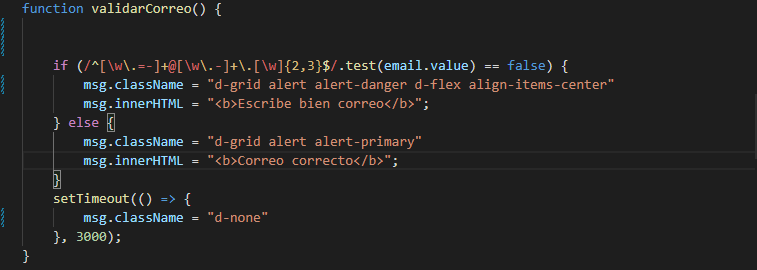 function validarCorreo() {
if (/^[\w\.=-]+@[\w\.-]+\.[\w]{2,3}$/.test(email.value) == false) {
msg.className = "d-grid alert alert-danger d-flex align-items-center"
msg.innerHTML = "<b>Escribe bien correo</b>";
} else {
msg.className = "d-grid alert alert-primary"
msg.innerHTML = "<b>Correo correcto</b>";
}
setTimeout(() => {
msg.className = "d-none"
}, 3000);
}